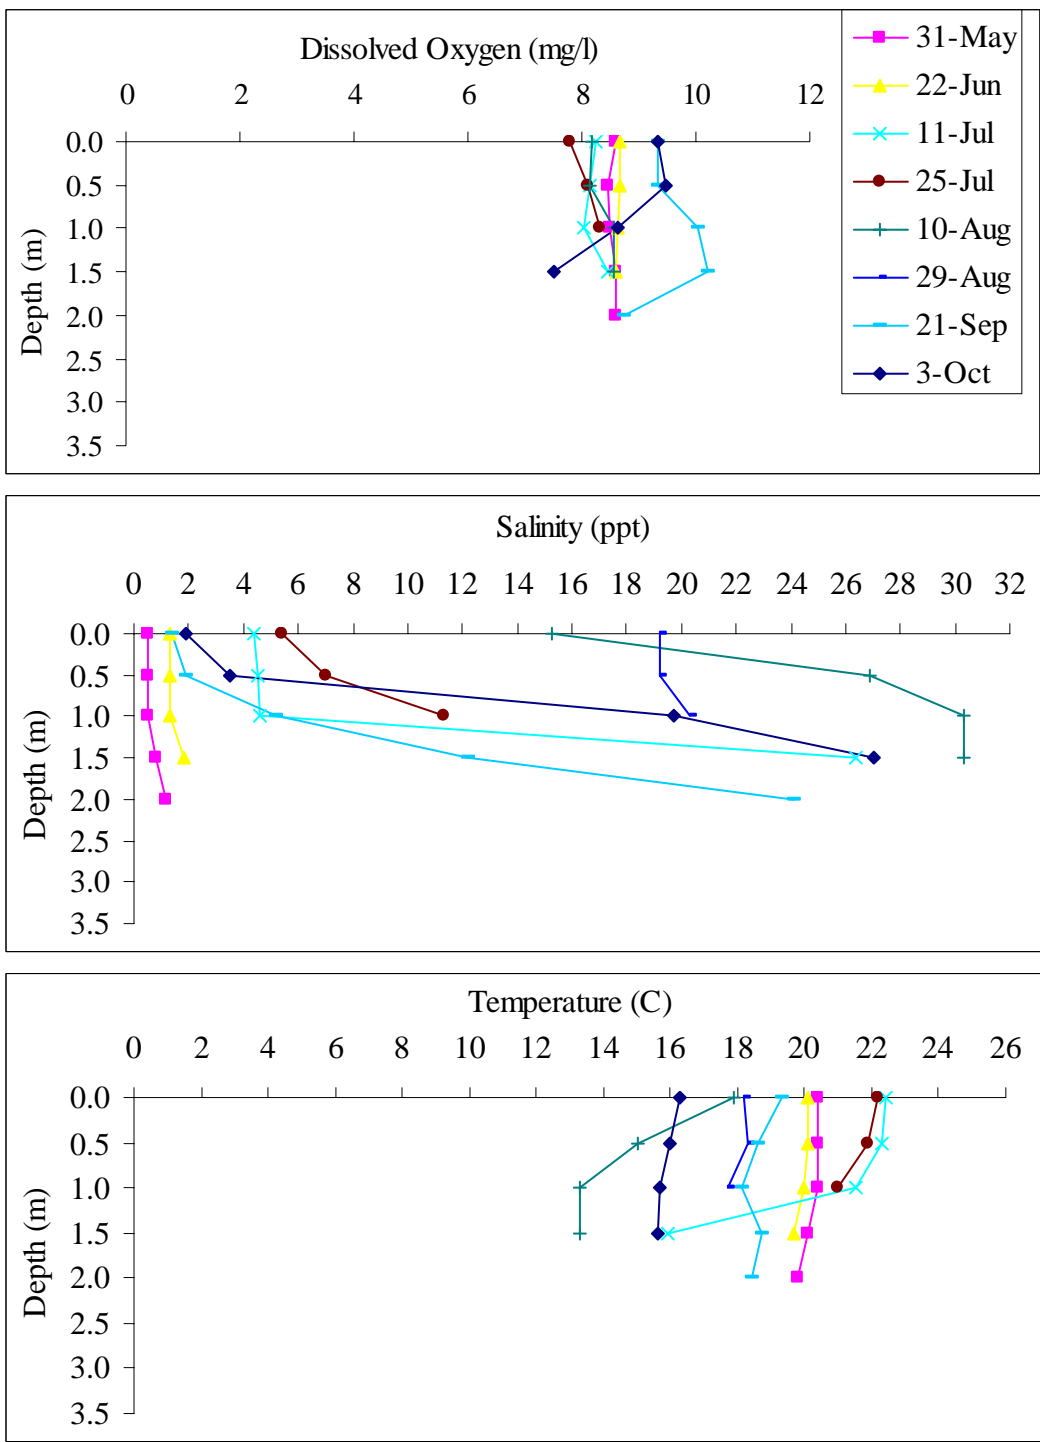 Dissolved Oxygen (mg/l)
0 2 4 6 8 10 12
Depth (m)
0.0
0.5
1.0
1.5
2.0
2.5
3.0
3.5
31-May
22-Jun
11-Jul
25-Jul
10-Aug
29-Aug
21-Sep
3-Oct
Salinity (ppt)
0 2 4 6 8 10 12 14 16 18 20 22 24 26 28 30 32
Depth (m)
0.0
0.5
1.0
1.5
2.0
2.5
3.0
3.5
Temperature (C)
0 2 4 6 8 10 12 14 16 18 20 22 24 26
Depth (m)
0.0
0.5
1.0
1.5
2.0
2.5
3.0
3.5